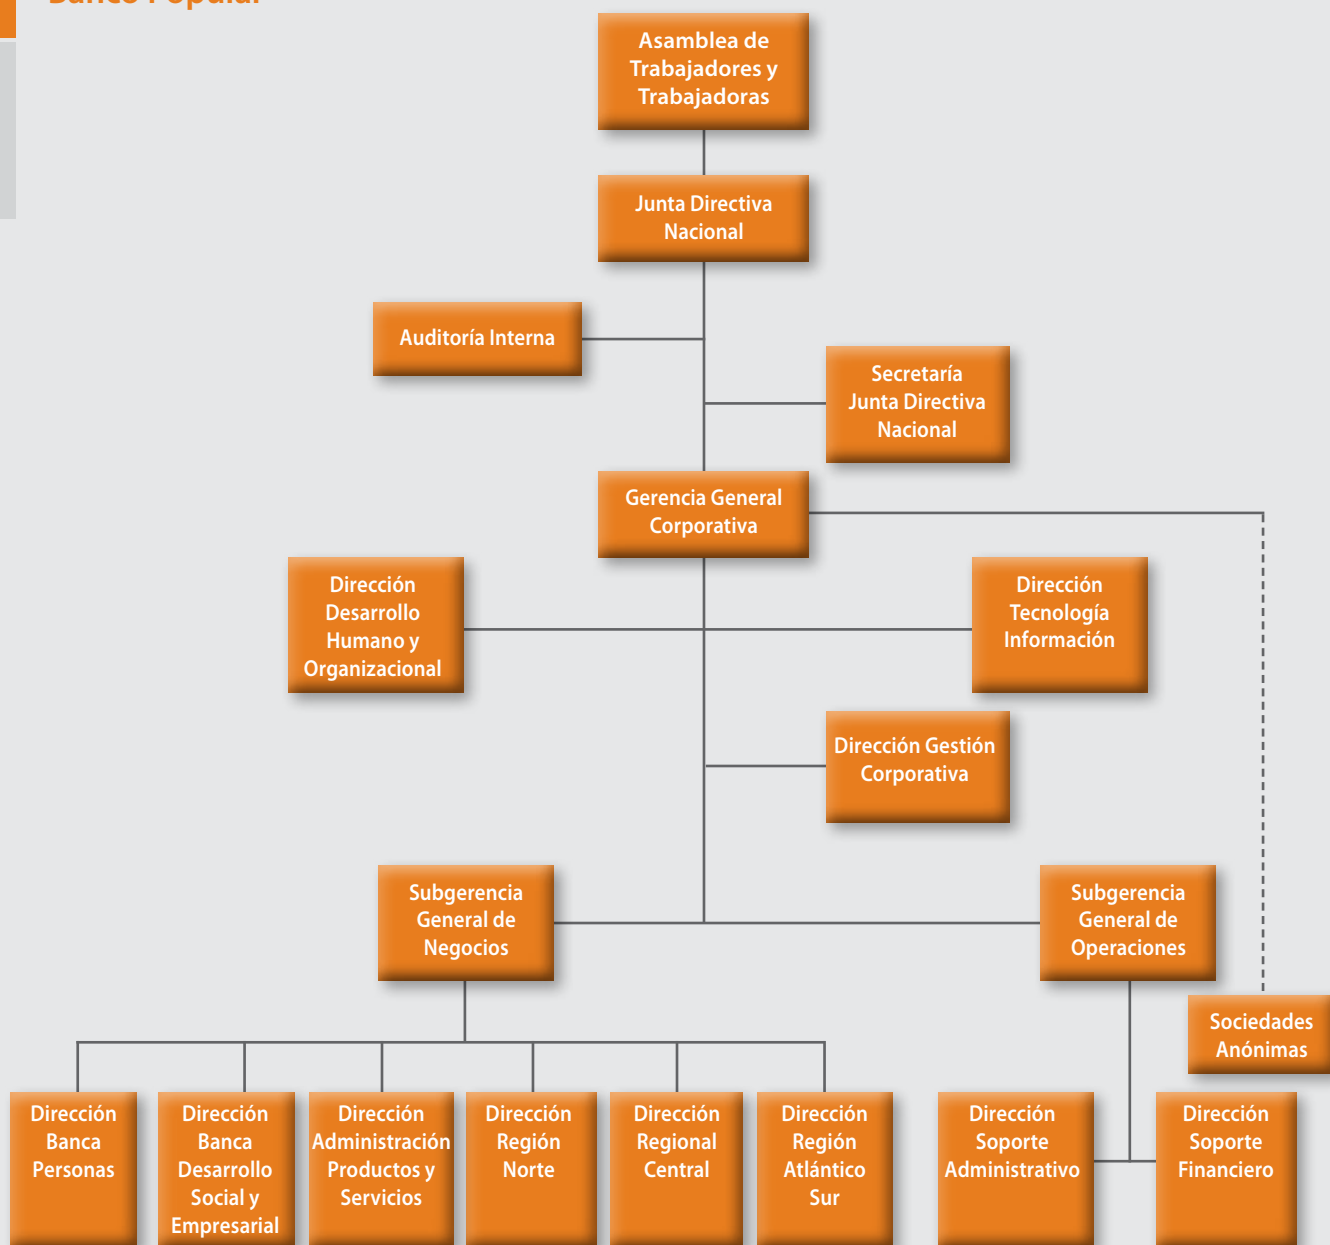 Banco Popular
Asamblea de
Trabajadores y
Trabajadoras
Junta Directiva
Nacional
Auditoría Interna
Secretaría
Junta Directiva
Nacional
Gerencia General
Corporativa
Dirección
Desarrollo
Humano y
Organizacional
Dirección
Tecnología
Información
Dirección Gestión
Corporativa
Subgerencia
General de
Negocios
Subgerencia
General de
Operaciones
Sociedades
Anónimas
Dirección
Banca
Personas
Dirección
Banca
Desarrollo
Social y
Empresarial
Dirección
Administración
Productos y
Servicios
Dirección
Región
Norte
Dirección
Regional
Central
Dirección
Región
Atlántico
Sur
Dirección
Soporte
Administrativo
Dirección
Soporte
Financiero